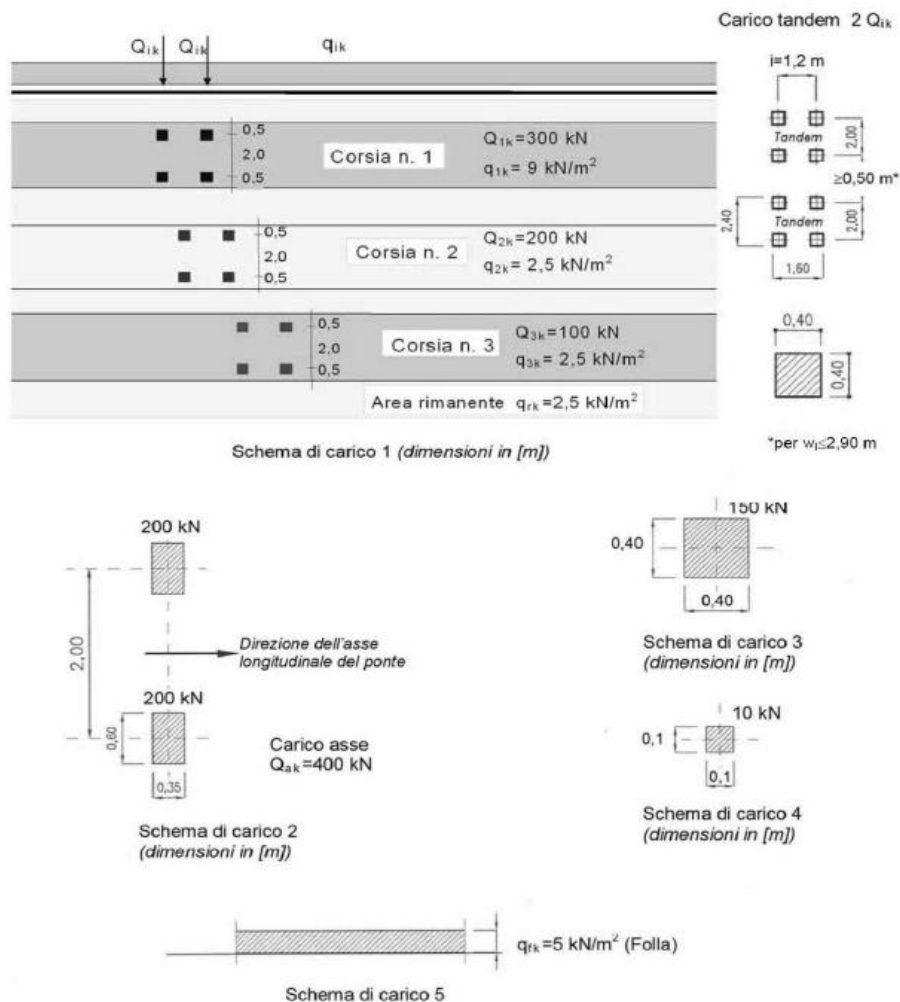 Carico tandem 2 Qik
Qik Qik qik
i=1,2 m
0,5
2,0
0,5
Corsia n. 1
Q1k=300 kN
q1k= 9 kN/m²
Tandem
2,00
≥0,50 m*
0,5
2,0
0,5
Corsia n. 2
Q2k=200 kN
q2k= 2,5 kN/m²
2,40
Tandem
2,00
1,60
0,5
2,0
0,5
Corsia n. 3
Q3k=100 kN
q3k= 2,5 kN/m²
0,40
0,40
Area rimanente qrk=2,5 kN/m²
Schema di carico 1 (dimensioni in [m])
*per wl≤2,90 m
200 kN
2,00
Direzione dell'asse
longitudinale del ponte
200 kN
0,60
0,35
Carico asse
Qak=400 kN
Schema di carico 2
(dimensioni in [m])
150 kN
0,40
0,40
Schema di carico 3
(dimensioni in [m])
10 kN
0,1
0,1
Schema di carico 4
(dimensioni in [m])
qfk=5 kN/m² (Folla)
Schema di carico 5